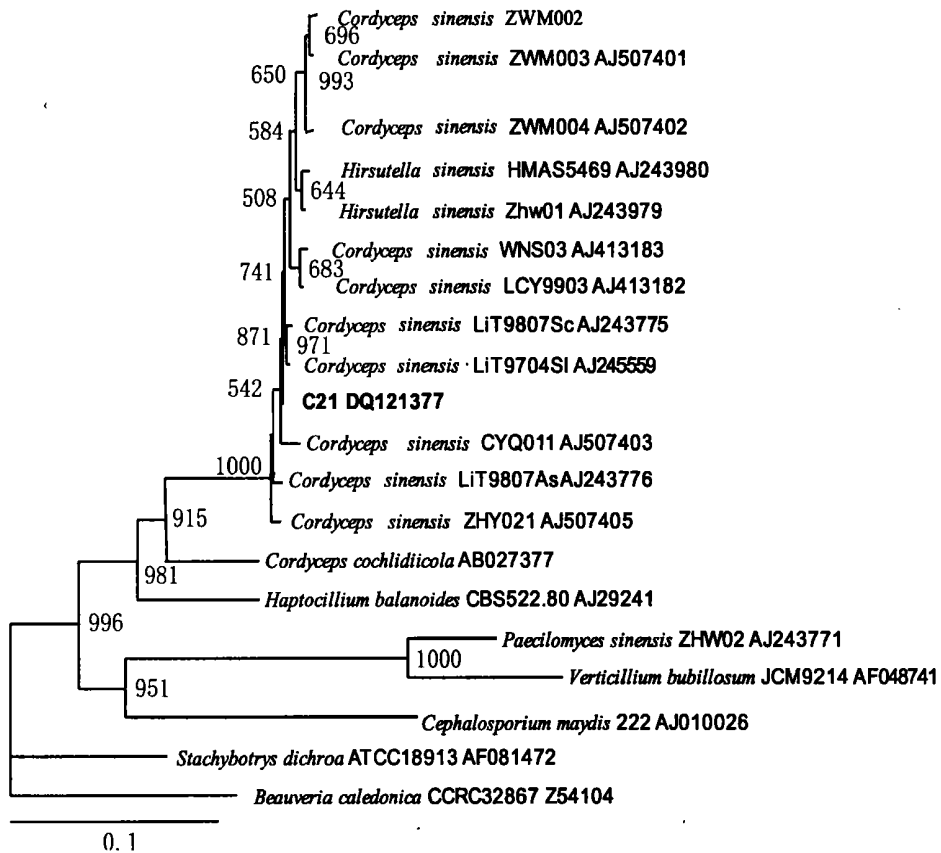 Cordyceps sinensis ZWM002
696
Cordyceps sinensis ZWM003 AJ507401
650
993
584
Cordyceps sinensis ZWM004 AJ507402
Hirsutella sinensis HMAS5469 AJ243980
644
508
Hirsutella sinensis Zhw01 AJ243979
Cordyceps sinensis WNS03 AJ413183
741
683
Cordyceps sinensis LCY9903 AJ413182
Cordyceps sinensis LiT9807Sc AJ243775
871
971
Cordyceps sinensis LiT9704Sl AJ245559
542
C21 DQ121377
Cordyceps sinensis CYQ011 AJ507403
1000
Cordyceps sinensis LiT9807As AJ243776
915
Cordyceps sinensis ZHY021 AJ507405
Cordyceps cochlidiicola AB027377
981
Haptocillium balanoides CBS522.80 AJ29241
996
Paecilomyces sinensis ZHW02 AJ243771
1000
Verticillium bubillosum JCM9214 AF048741
951
Cephalosporium maydis 222 AJ010026
Stachybotrys dichroa ATCC18913 AF081472
Beauveria caledonica CCRC32867 Z54104
0.1